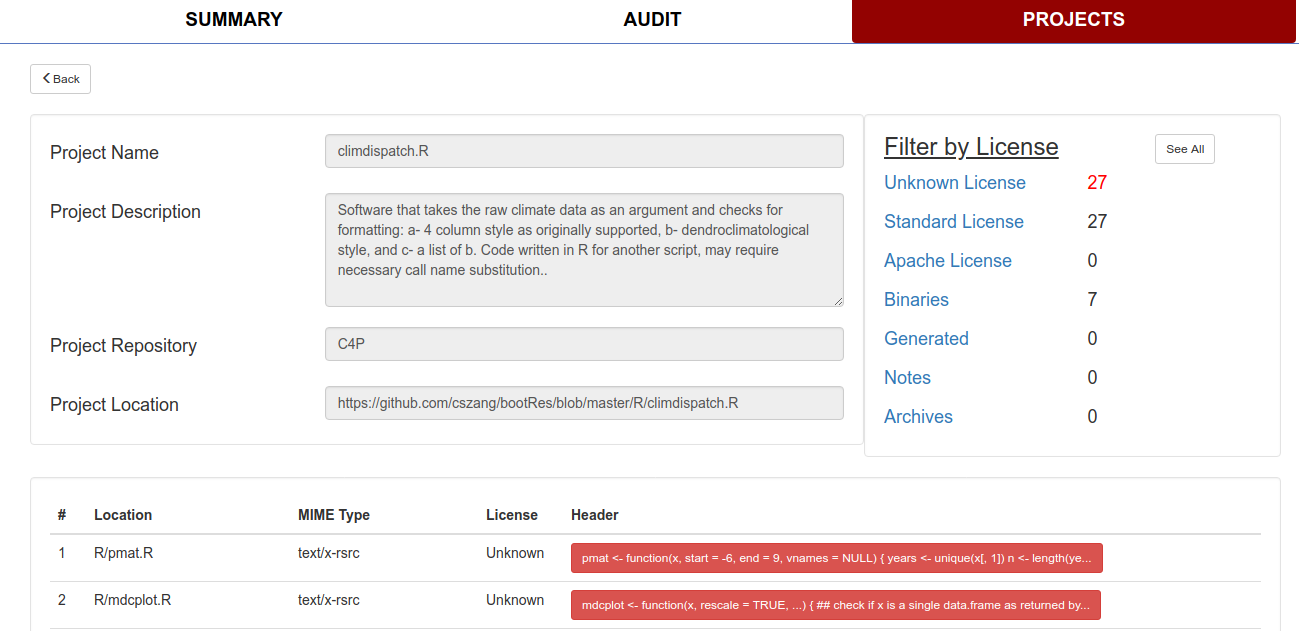 SUMMARY AUDIT PROJECTS
Back
Project Name climdispatch.R
Project Description Software that takes the raw climate data as an argument and checks for
formatting: a- 4 column style as originally supported, b- dendroclimatological
style, and c- a list of b. Code written in R for another script, may require
necessary call name substitution..
Project Repository C4P
Project Location https://github.com/cszang/bootRes/blob/master/R/climdispatch.R
Filter by License See All
Unknown License 27
Standard License 27
Apache License 0
Binaries 7
Generated 0
Notes 0
Archives 0
# Location MIME Type License Header
1 R/pmat.R text/x-rsrc Unknown pmat <- function(x, start = -6, end = 9, vnames = NULL) { years <- unique(x[, 1]) n <- length(ye...
2 R/mdcplot.R text/x-rsrc Unknown mdcplot <- function(x, rescale = TRUE, ...) { ## check if x is a single data.frame as returned by...